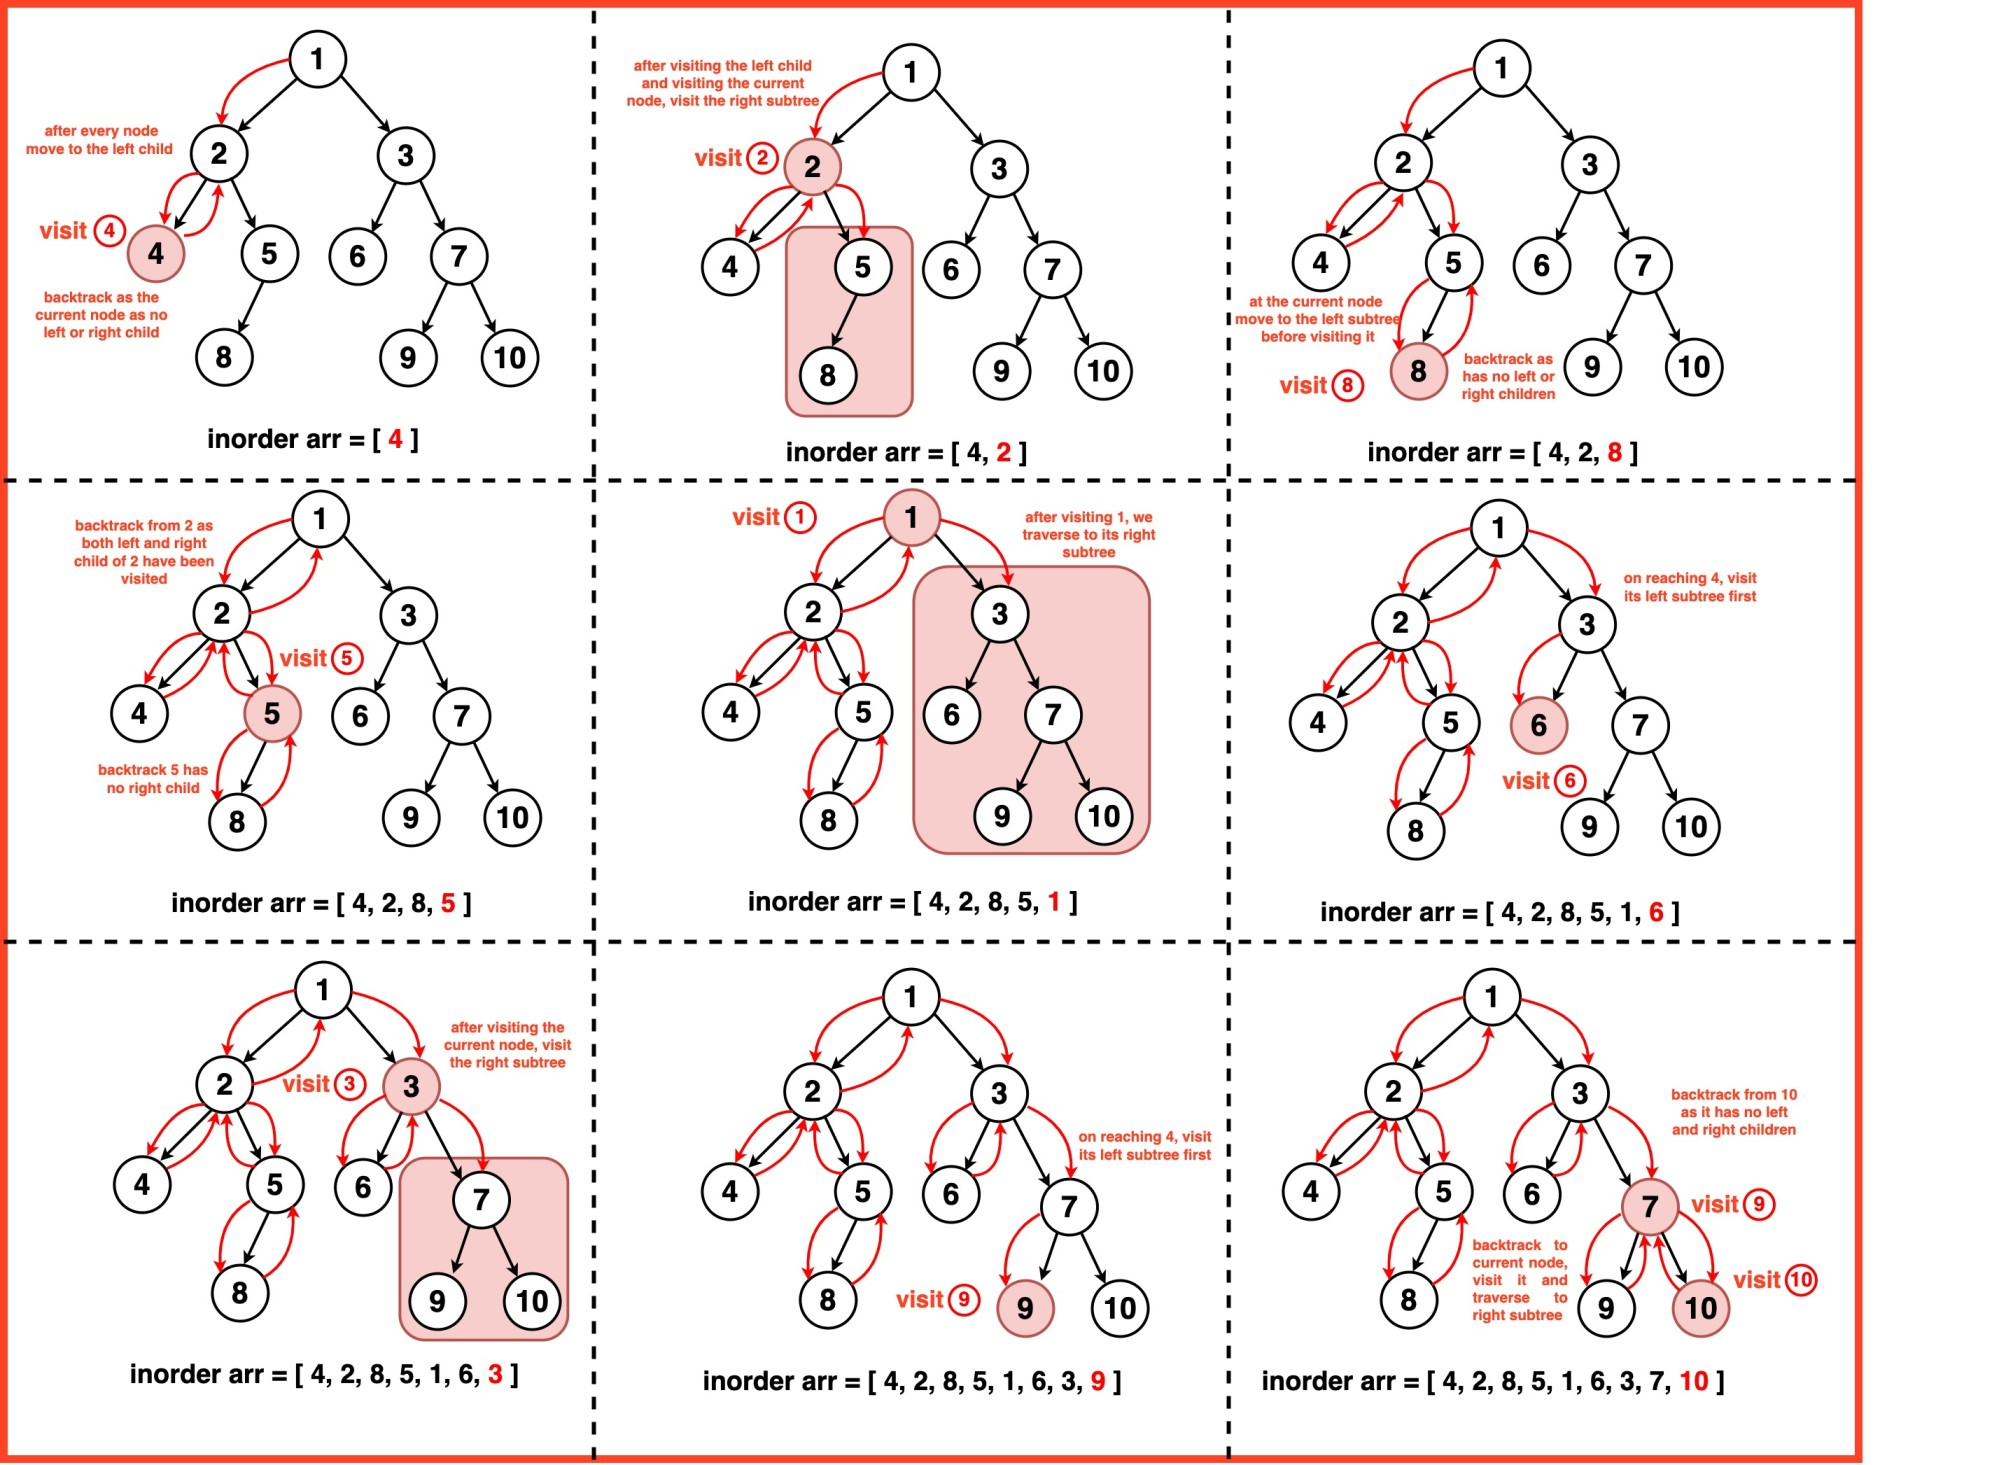 1
after every node
move to the left child
2
3
visit 4
4
5
6
7
backtrack as the
current node as no
left or right child
8
9
10
inorder arr = [ 4 ]
after visiting the left child
and visiting the current
node, visit the right subtree
1
visit 2
2
3
4
5
6
7
8
9
10
inorder arr = [ 4, 2 ]
1
2
3
4
5
6
7
at the current node
move to the left subtree
before visiting it
visit 8
8
backtrack as
has no left or
right children
9
10
inorder arr = [ 4, 2, 8 ]
backtrack from 2 as
both left and right
child of 2 have been
visited
1
2
3
visit 5
4
5
6
7
backtrack 5 has
no right child
8
9
10
inorder arr = [ 4, 2, 8, 5 ]
visit 1
1
after visiting 1, we
traverse to its right
subtree
2
3
4
5
6
7
8
9
10
inorder arr = [ 4, 2, 8, 5, 1 ]
1
on reaching 4, visit
its left subtree first
2
3
4
5
6
7
visit 6
8
9
10
inorder arr = [ 4, 2, 8, 5, 1, 6 ]
1
after visiting the
current node, visit
the right subtree
2
visit 3
3
4
5
6
7
8
9
10
inorder arr = [ 4, 2, 8, 5, 1, 6, 3 ]
1
2
3
on reaching 4, visit
its left subtree first
4
5
6
7
8
visit 9
9
10
inorder arr = [ 4, 2, 8, 5, 1, 6, 3, 9 ]
1
2
3
backtrack from 10
as it has no left
and right children
4
5
6
7
visit 9
backtrack to
current node,
visit it and
traverse to
right subtree
8
9
10
visit 10
inorder arr = [ 4, 2, 8, 5, 1, 6, 3, 7, 10 ]